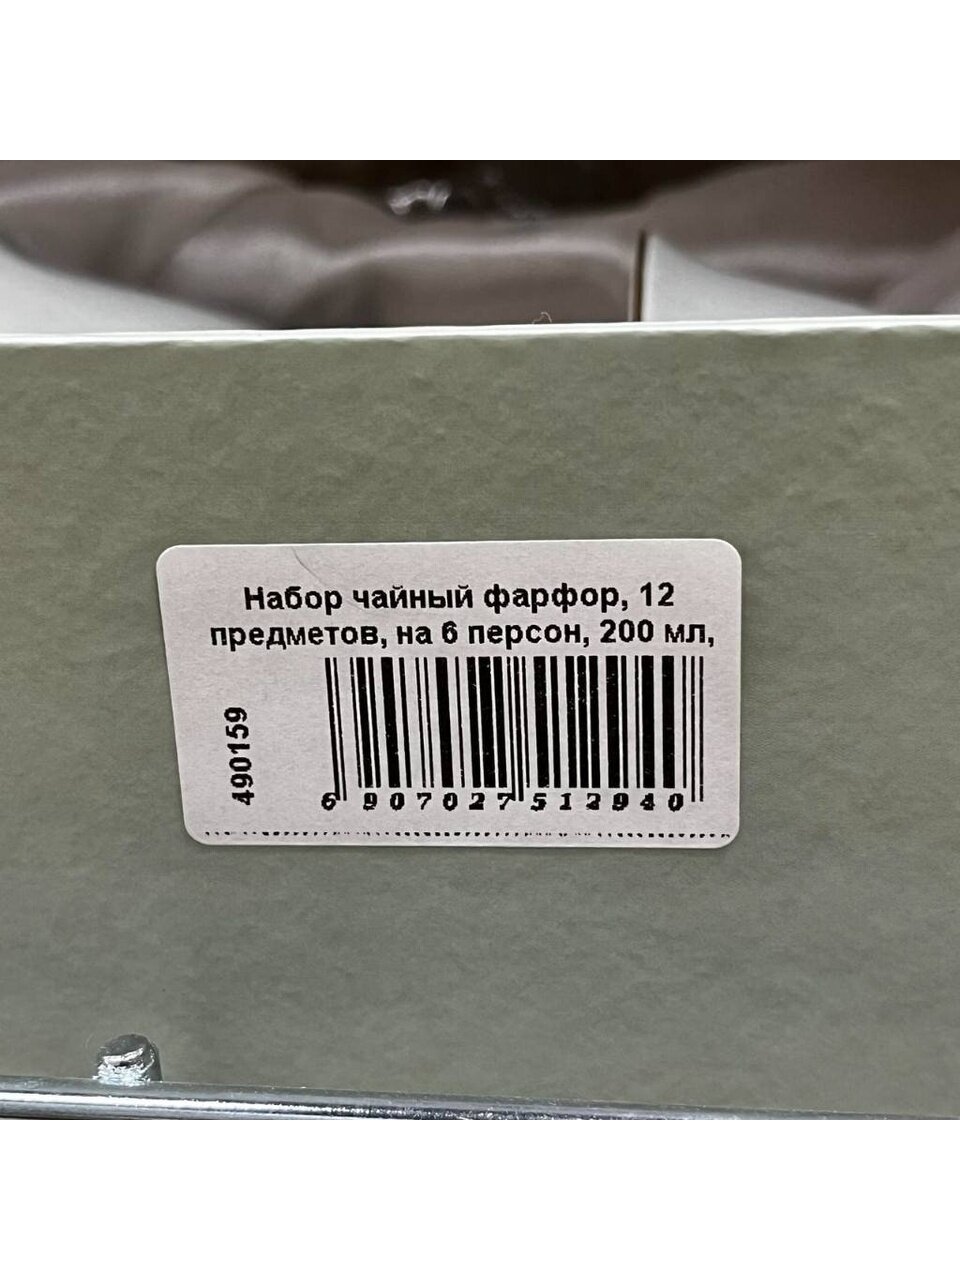 Набор чайный фарфор, 12
предметов, на 6 персон, 200 мл,
490159
6 907027 512940